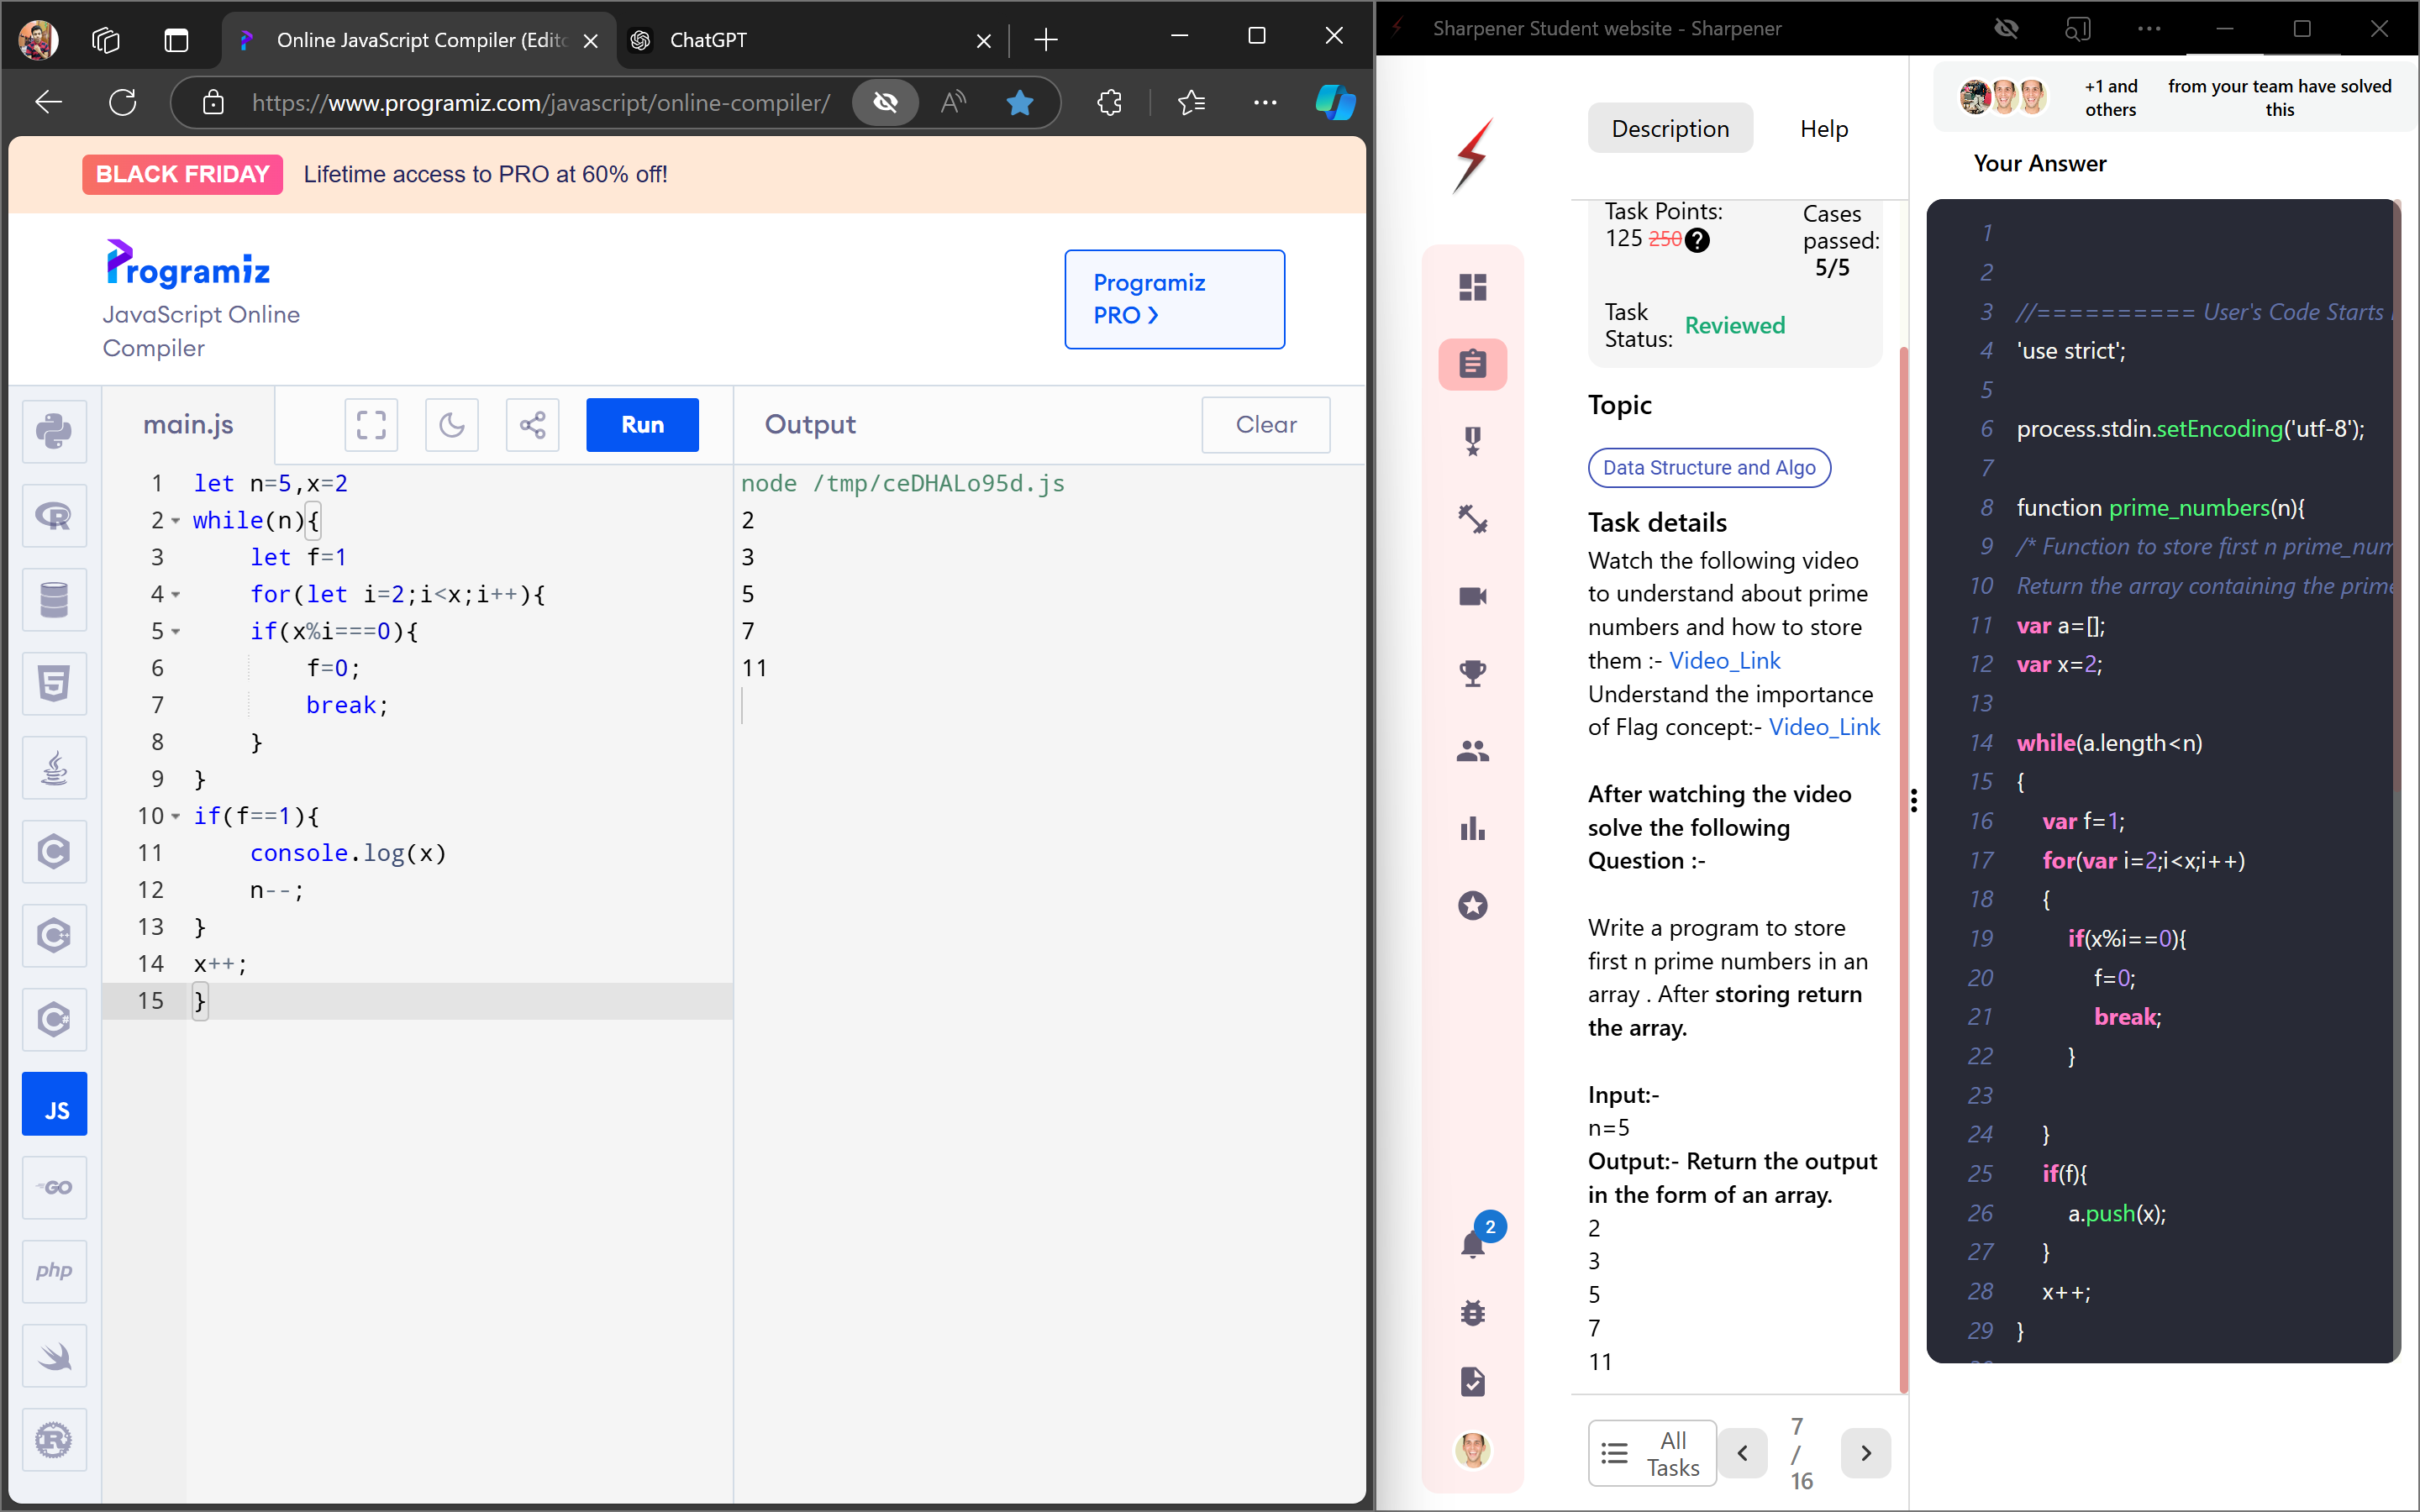 Online JavaScript Compiler (Edit
ChatGPT
https://www.programiz.com/javascript/online-compiler/
BLACK FRIDAY Lifetime access to PRO at 60% off!
Programiz
JavaScript Online
Compiler
Programiz
PRO ❯
main.js
Run
Output
Clear
1 let n=5,x=2
2 while(n){
3 let f=1
4 for(let i=2;i<x;i++){
5 if(x%i===0){
6 f=0;
7 break;
8 }
9 }
10 if(f==1){
11 console.log(x)
12 n--;
13 }
14 x++;
15 }
node /tmp/ceDHALo95d.js
2
3
5
7
11
R
5
C
C
C#
JS
GO
php
R
Sharpener Student website - Sharpener
Description
Help
Task Points:
125 250 ?
Cases
passed:
5/5
Task
Status: Reviewed
Topic
Data Structure and Algo
Task details
Watch the following video
to understand about prime
numbers and how to store
them :- Video_Link
Understand the importance
of Flag concept:- Video_Link
After watching the video
solve the following
Question :-
Write a program to store
first n prime numbers in an
array . After storing return
the array.
Input:-
n=5
Output:- Return the output
in the form of an array.
2
3
5
7
11
2
All
Tasks
7
/
16
+1 and
others
from your team have solved
this
Your Answer
1
2
3 //========== User's Code Starts
4 'use strict';
5
6 process.stdin.setEncoding('utf-8');
7
8 function prime_numbers(n){
9 /* Function to store first n prime_num
10 Return the array containing the prime
11 var a=[];
12 var x=2;
13
14 while(a.length<n)
15 {
16 var f=1;
17 for(var i=2;i<x;i++)
18 {
19 if(x%i==0){
20 f=0;
21 break;
22 }
23
24 }
25 if(f){
26 a.push(x);
27 }
28 x++;
29 }